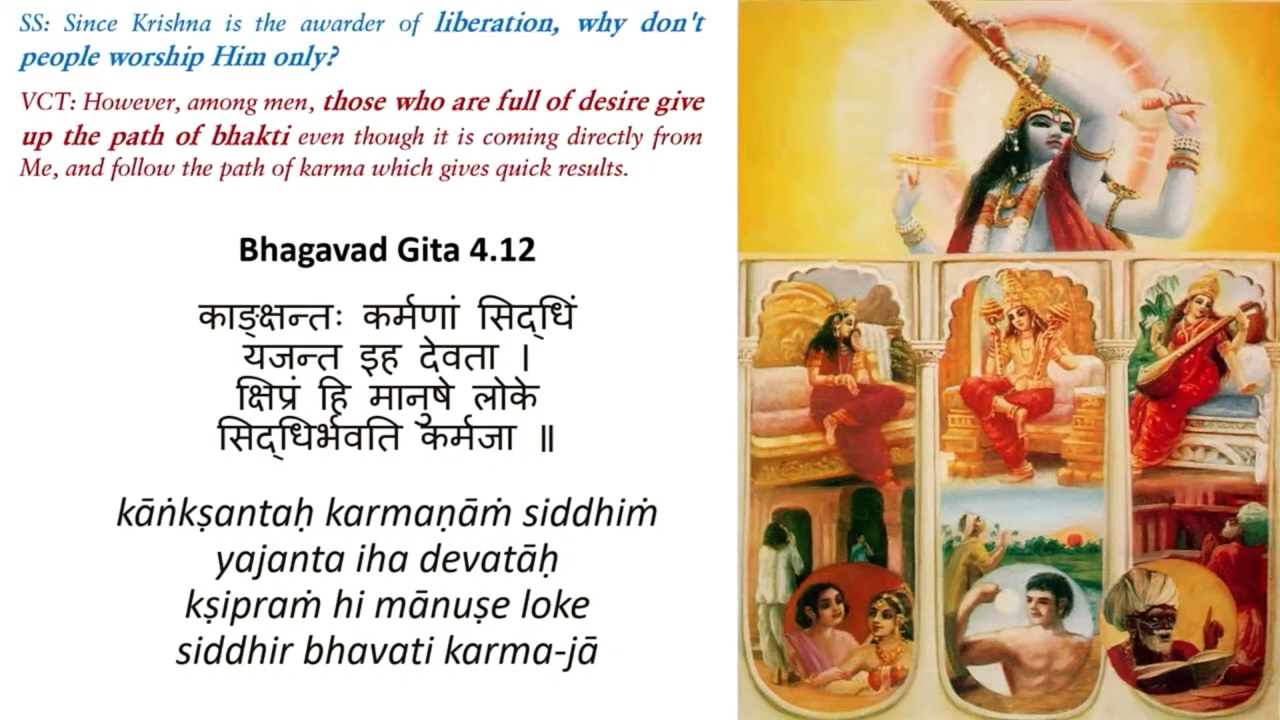 SS: Since Krishna is the awarder of liberation, why don't
people worship Him only?
VCT: However, among men, those who are full of desire give
up the path of bhakti even though it is coming directly from
Me, and follow the path of karma which gives quick results.
Bhagavad Gita 4.12
काङ्क्षन्तः कर्मणां सिद्धिं
यजन्त इह देवता ।
क्षिप्रं हि मानुषे लोके
सिद्धिर्भवति कर्मजा ॥
kāṅkṣantaḥ karmaṇāṁ siddhiṁ
yajanta iha devatāḥ
kṣipraṁ hi mānuṣe loke
siddhir bhavati karma-jā